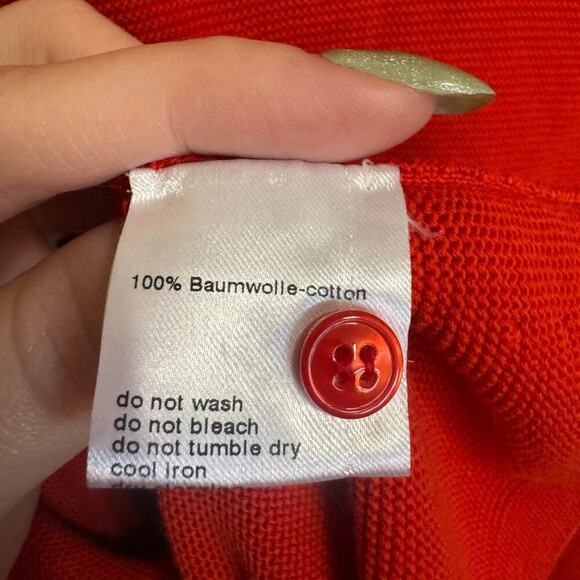 100% Baumwolle-cotton
do not wash
do not bleach
do not tumble dry
cool iron